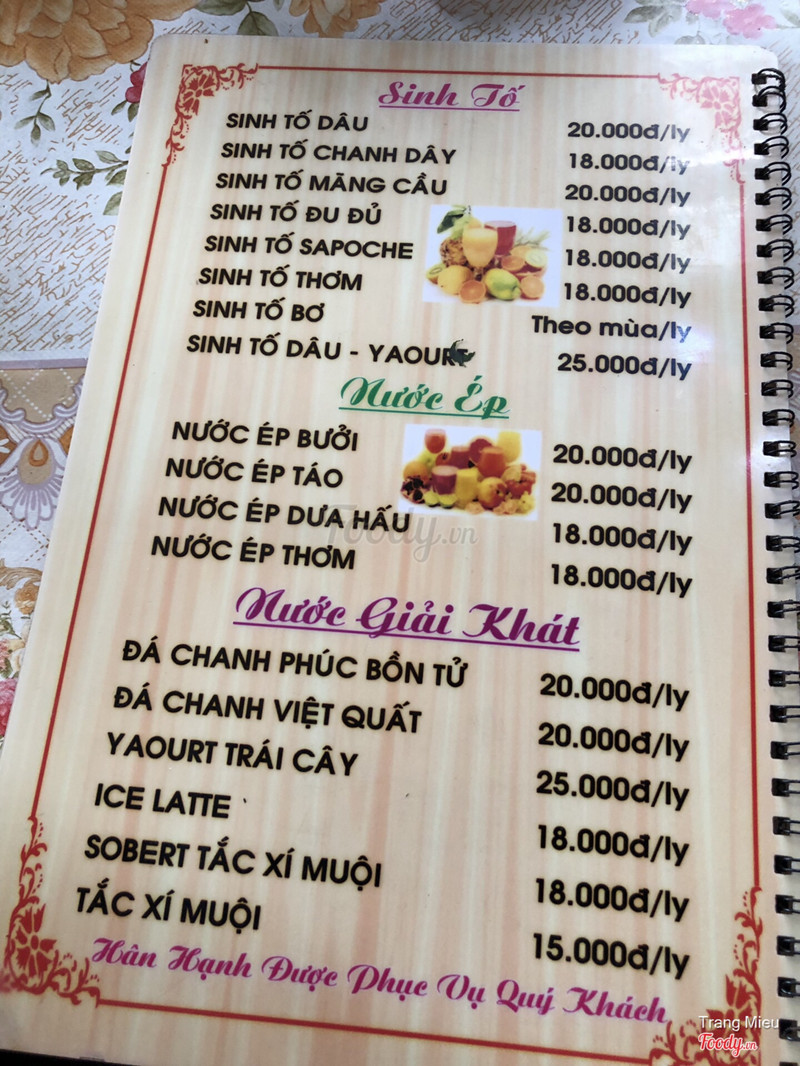 Sinh Tố
SINH TỐ DÂU 20.000đ/ly
SINH TỐ CHANH DÂY 18.000đ/ly
SINH TỐ MÃNG CẦU 20.000đ/ly
SINH TỐ ĐU ĐỦ 18.000đ/ly
SINH TỐ SAPOCHE 18.000đ/ly
SINH TỐ THƠM 18.000đ/ly
SINH TỐ BƠ Theo mùa/ly
SINH TỐ DÂU - YAOURT 25.000đ/ly
Nước Ép
NƯỚC ÉP BƯỞI 20.000đ/ly
NƯỚC ÉP TÁO 20.000đ/ly
NƯỚC ÉP DƯA HẤU 18.000đ/ly
NƯỚC ÉP THƠM 18.000đ/ly
Foody.vn
Nước Giải Khát
ĐÁ CHANH PHÚC BỒN TỬ 20.000đ/ly
ĐÁ CHANH VIỆT QUẤT 20.000đ/ly
YAOURT TRÁI CÂY 25.000đ/ly
ICE LATTE 18.000đ/ly
SOBERT TẮC XÍ MUỘI 18.000đ/ly
TẮC XÍ MUỘI 15.000đ/ly
Hân Hạnh Được Phục Vụ Quý Khách
Trang Mieu
Foody.vn